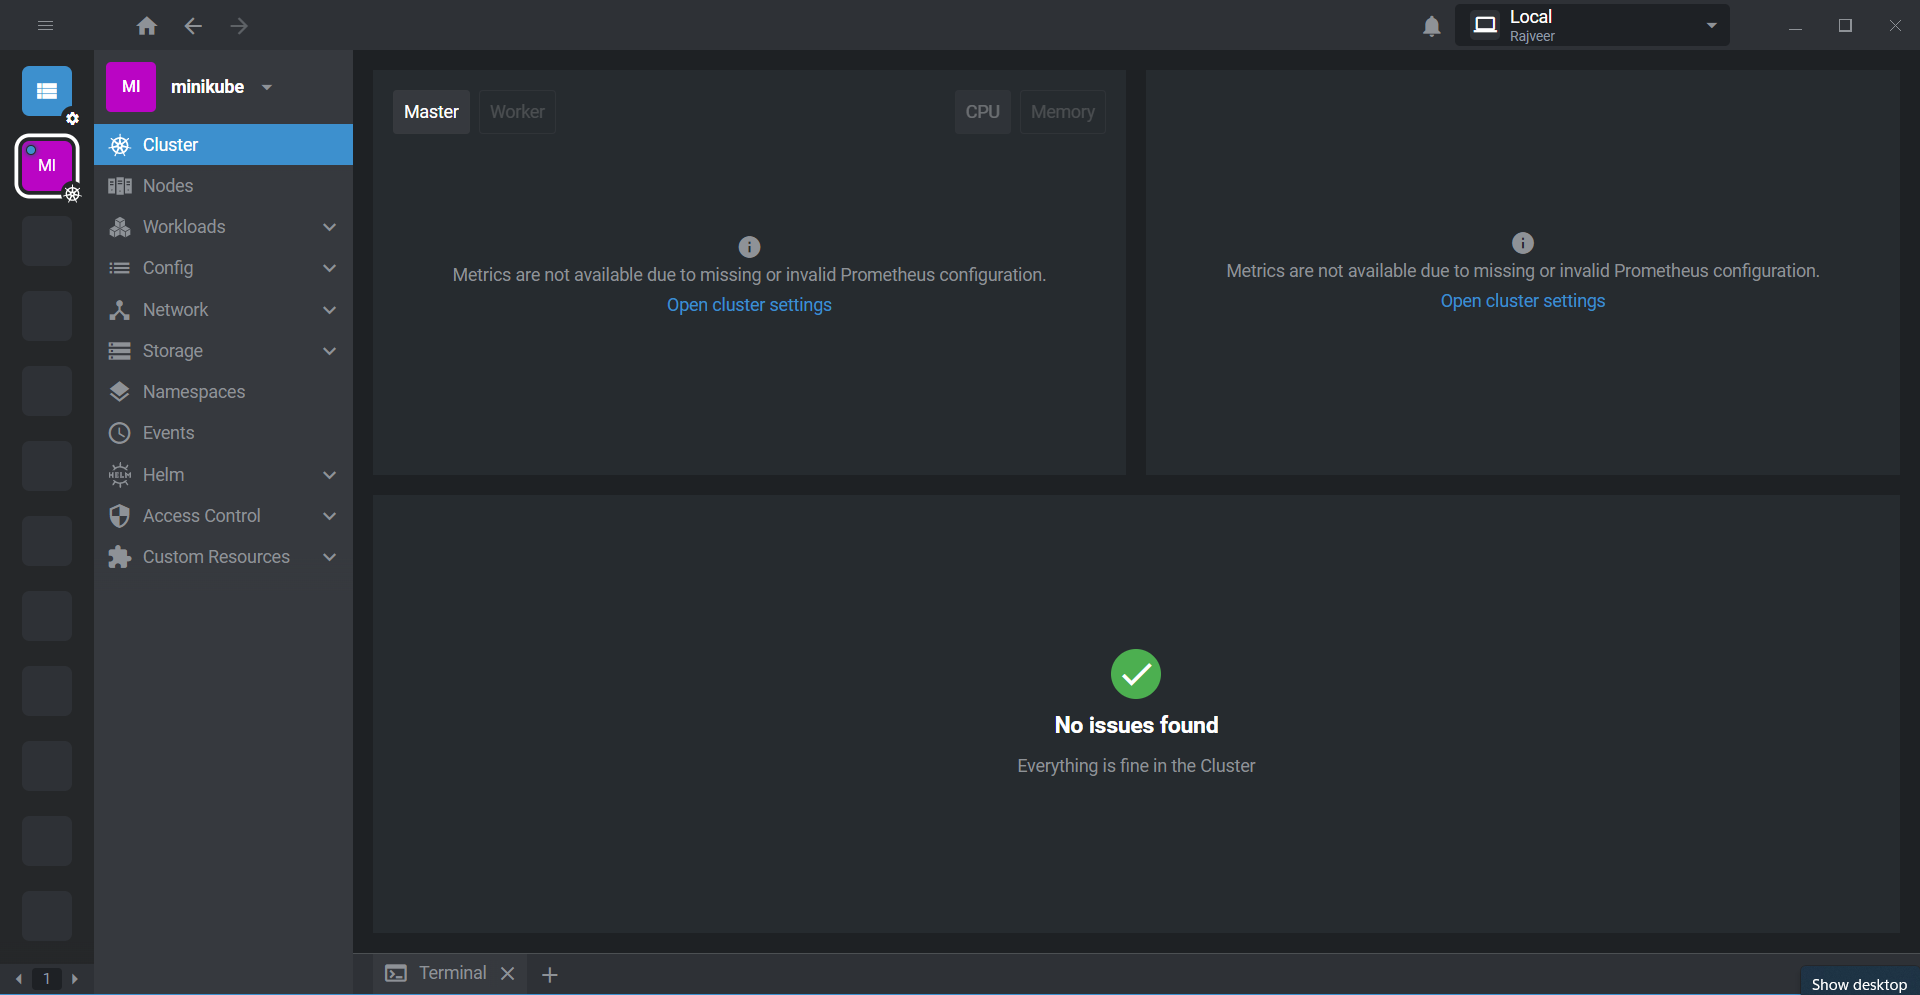 Local
Rajveer
MI
minikube
MI
Cluster
Nodes
Workloads
Config
Network
Storage
Namespaces
Events
HELM
Helm
Access Control
Custom Resources
1
Master
Worker
CPU
Memory
Metrics are not available due to missing or invalid Prometheus configuration.
Open cluster settings
Metrics are not available due to missing or invalid Prometheus configuration.
Open cluster settings
No issues found
Everything is fine in the Cluster
Terminal
Show desktop